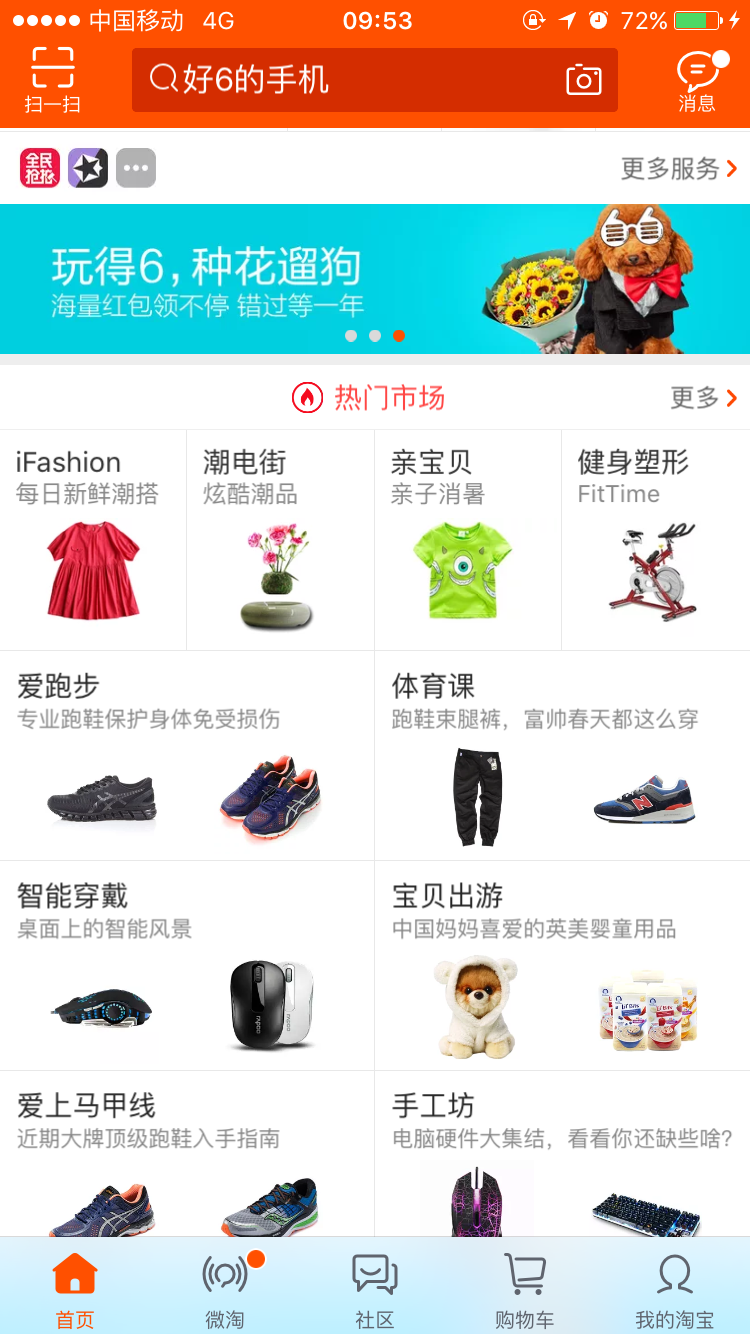 中国移动 4G 09:53 72%
扫一扫
好6的手机
消息
全民
抢抢
更多服务
玩得6，种花遛狗
海量红包领不停 错过等一年
热门市场
更多
iFashion
每日新鲜潮搭
潮电街
炫酷潮品
亲宝贝
亲子消暑
健身塑形
FitTime
爱跑步
专业跑鞋保护身体免受损伤
体育课
跑鞋束腿裤，富帅春天都这么穿
N
智能穿戴
桌面上的智能风景
rapoo
rapoo
宝贝出游
中国妈妈喜爱的英美婴童用品
lil' Bits
lil' Bits
爱上马甲线
近期大牌顶级跑鞋入手指南
手工坊
电脑硬件大集结，看看你还缺些啥?
首页
微淘
社区
购物车
我的淘宝